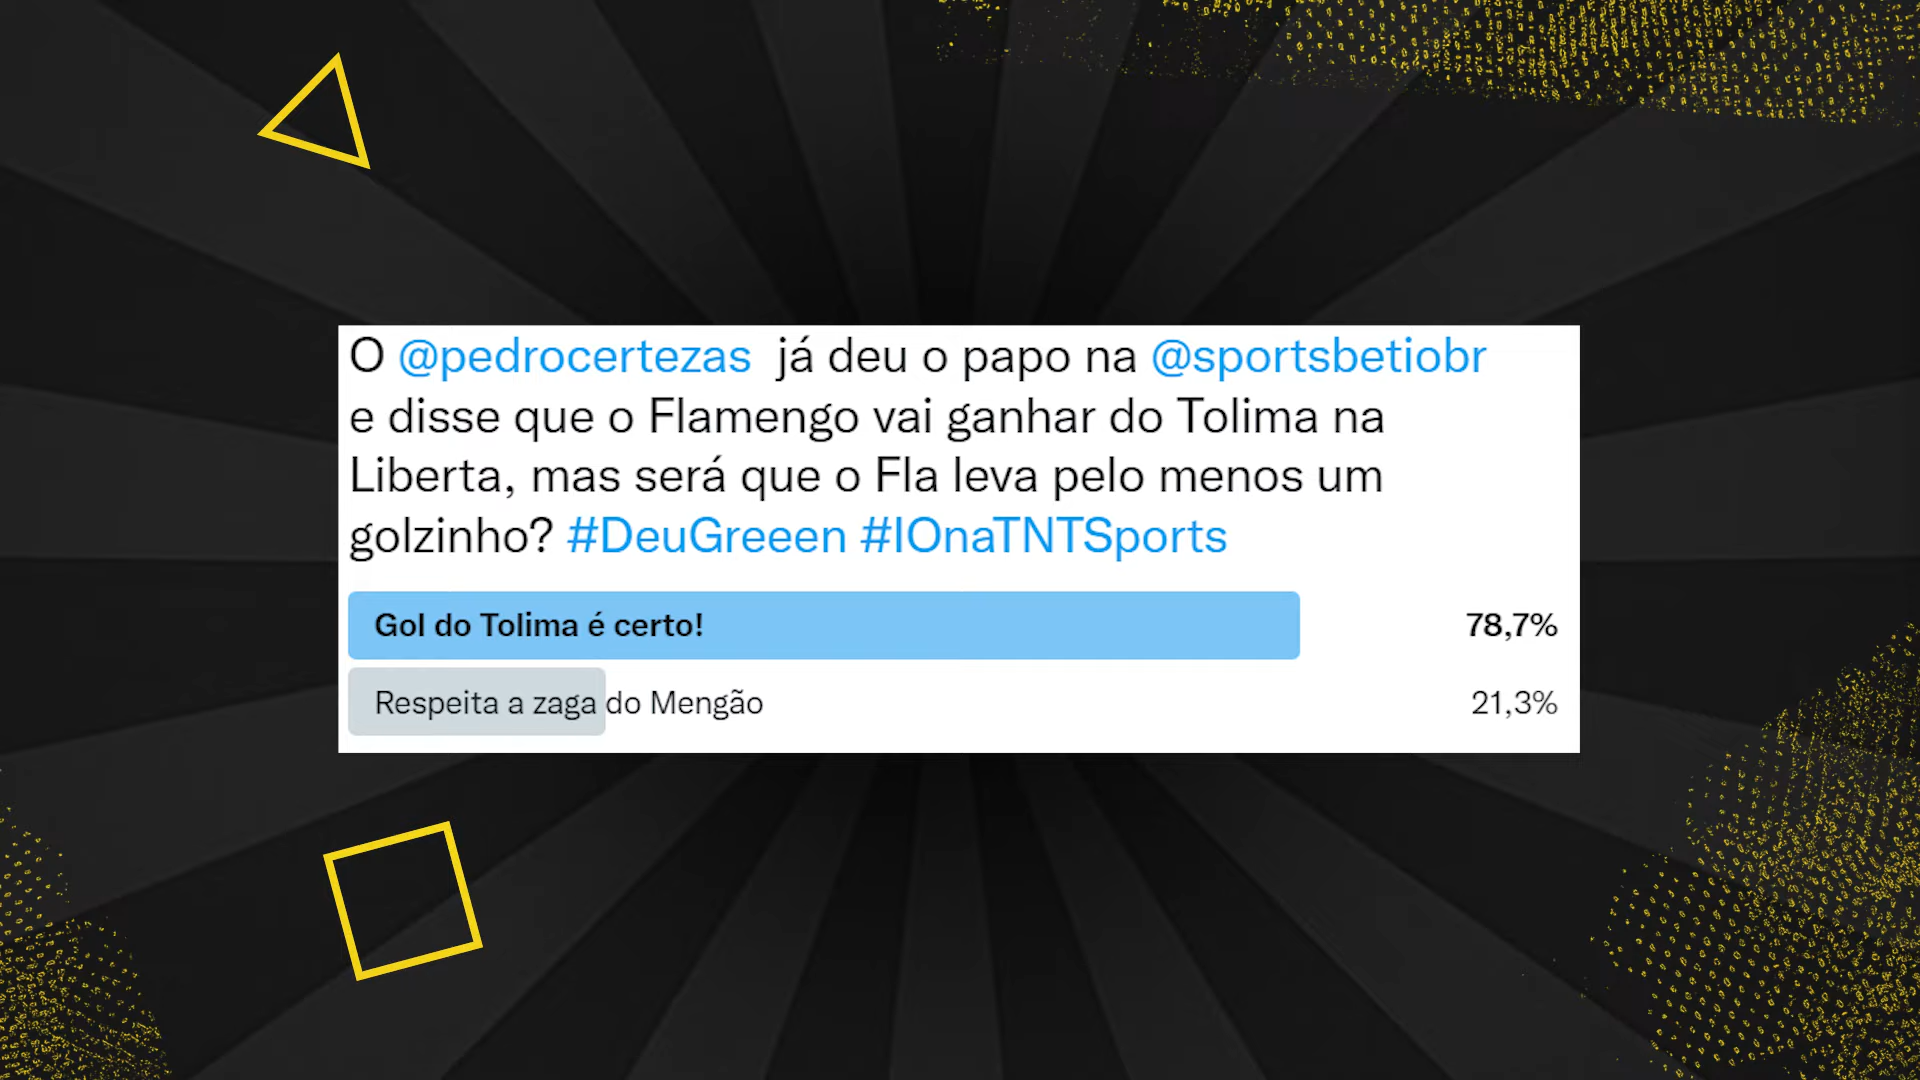 O @pedrocertezas já deu o papo na @sportsbetiobr
e disse que o Flamengo vai ganhar do Tolima na
Liberta, mas será que o Fla leva pelo menos um
golzinho? #DeuGreeen #IOnaTNTSports
Gol do Tolima é certo! 78,7%
Respeita a zaga do Mengão 21,3%